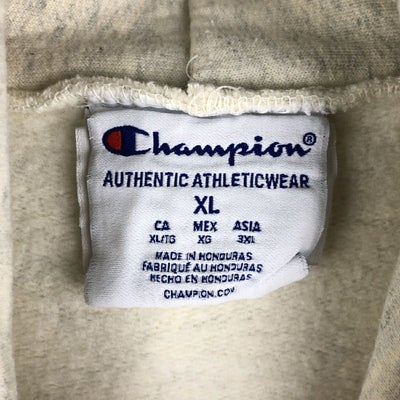 Champion®
AUTHENTIC ATHLETICWEAR
XL
CA MEX ASIA
XL/TG XG 3XL
MADE IN HONDURAS
FABRIQUÉ AU HONDURAS
HECHO EN HONDURAS
CHAMPION.COM